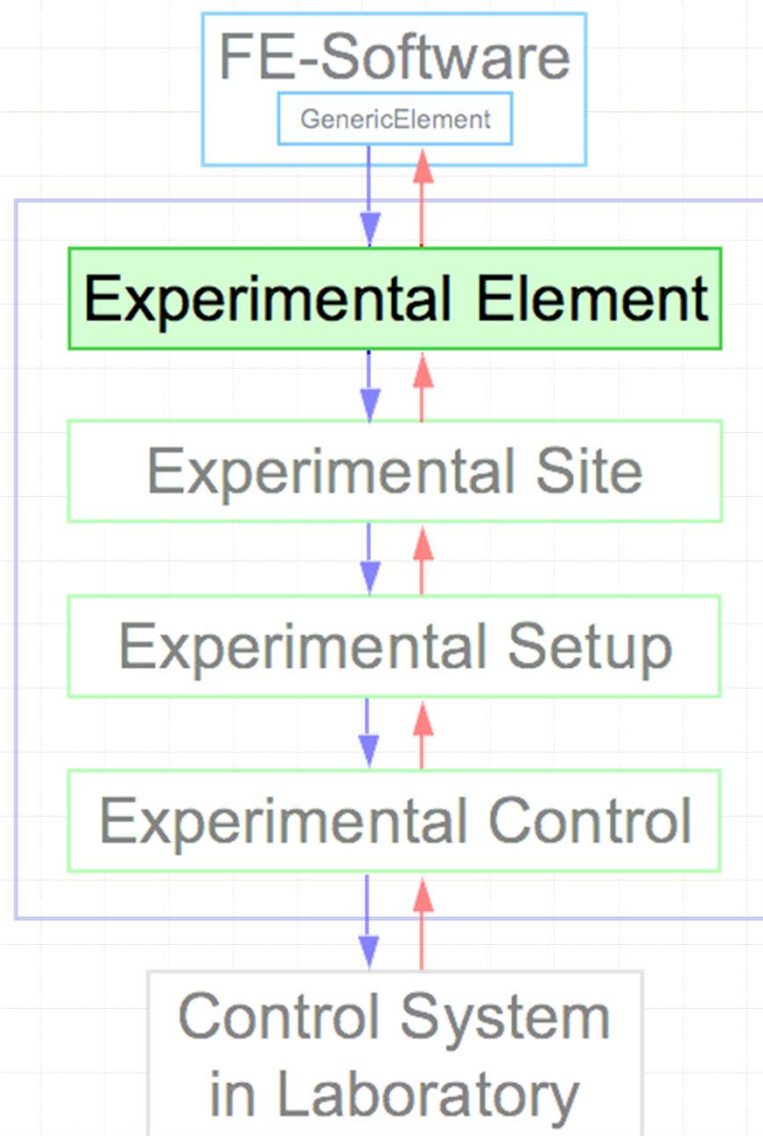 FE-Software
GenericElement
Experimental Element
Experimental Site
Experimental Setup
Experimental Control
Control System
in Laboratory